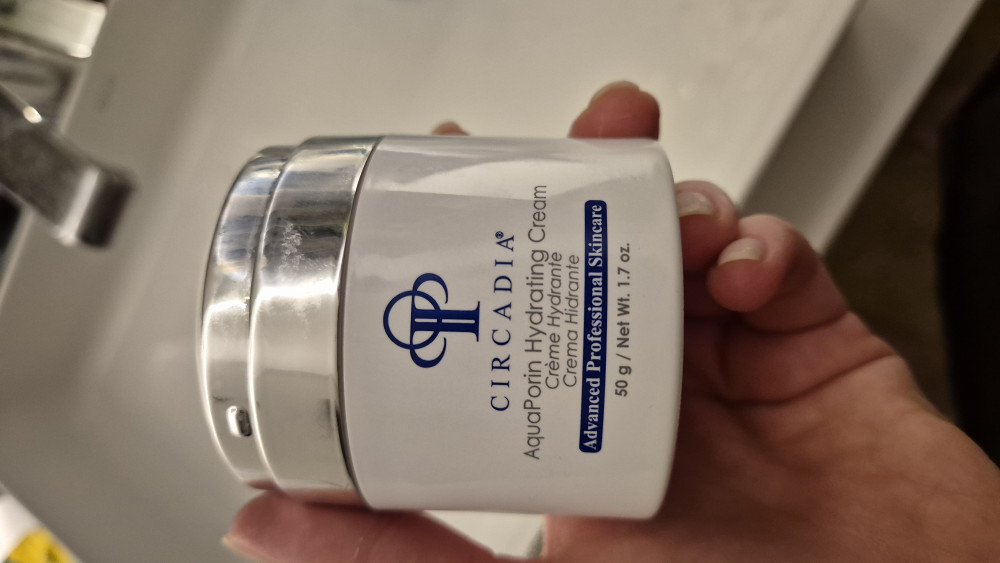 CIRCADIA®
AquaPorin Hydrating Cream
Crème Hydrante
Crema Hidrante
Advanced Professional Skincare
50 g / Net Wt. 1.7 oz.